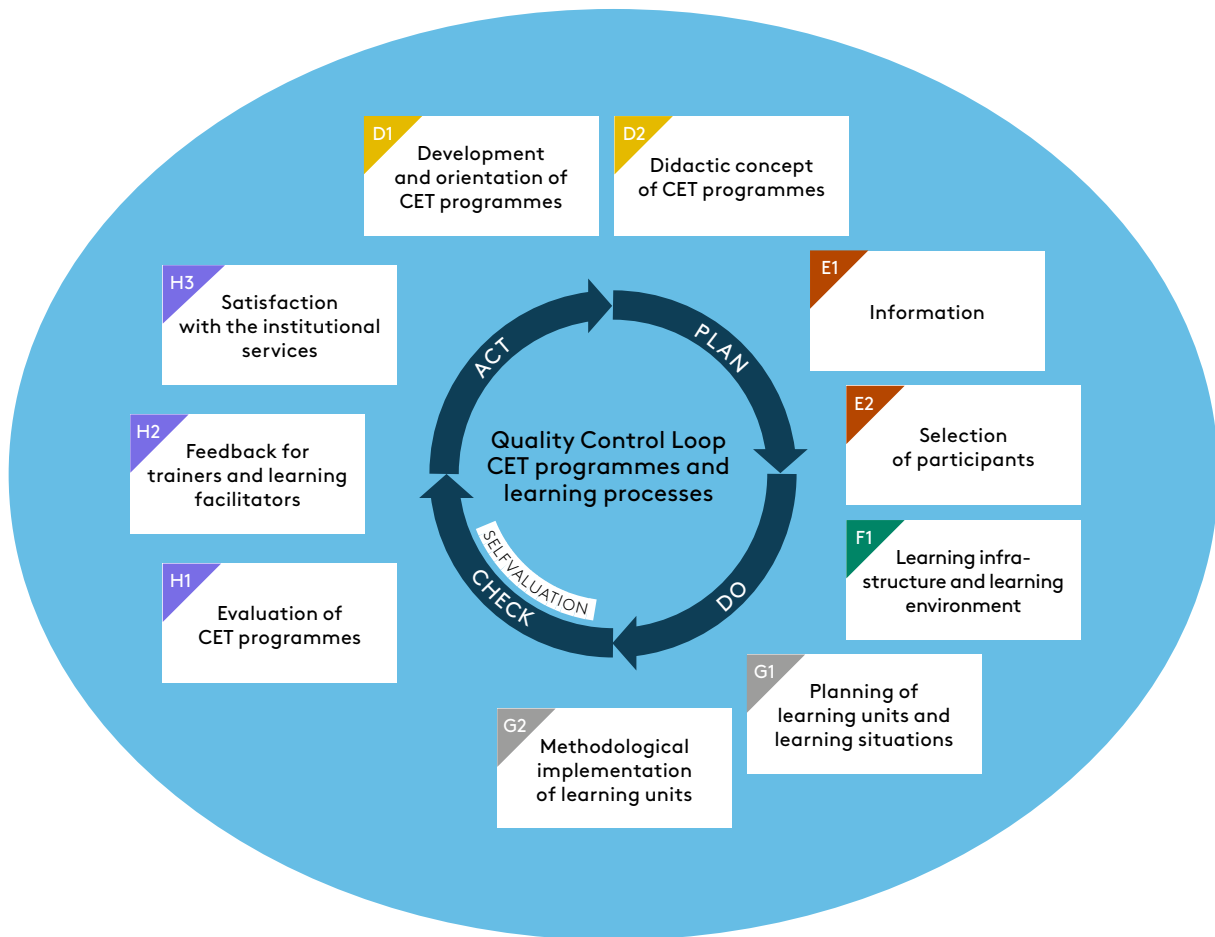 D1
Development
and orientation of
CET programmes
D2
Didactic concept
of CET programmes
E1
Information
E2
Selection
of participants
F1
Learning infra-
structure and learning
environment
G1
Planning of
learning units and
learning situations
G2
Methodological
implementation
of learning units
H1
Evaluation of
CET programmes
H2
Feedback for
trainers and learning
facilitators
H3
Satisfaction
with the institutional
services
PLAN
DO
CHECK
SELFVALUATION
ACT
Quality Control Loop
CET programmes and
learning processes